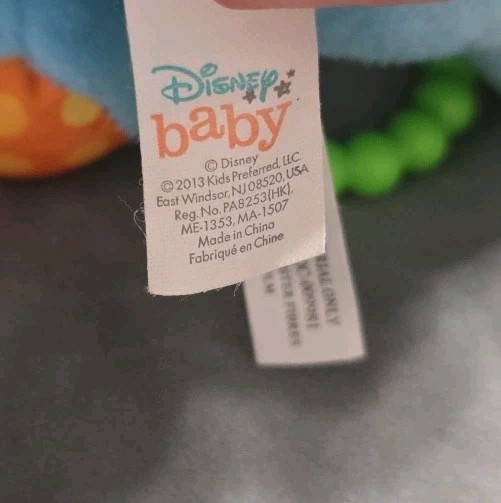 Disney
baby
© Disney
© 2013 Kids Preferred, LLC
East Windsor, NJ 08520, USA
Reg. No. PA8253(HK).
ME-1353, MA-1507
Made in China
Fabriqué en Chine